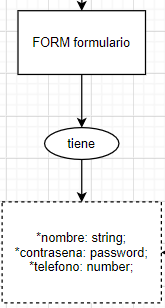 FORM formulario
tiene
*nombre: string;
*contrasena: password;
*telefono: number;